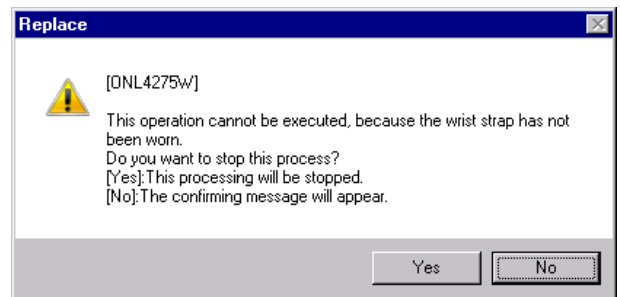 Replace
[ONL4275W]
This operation cannot be executed, because the wrist strap has not
been worn.
Do you want to stop this process?
[Yes]:This processing will be stopped.
[No]:The confirming message will appear.
Yes
No